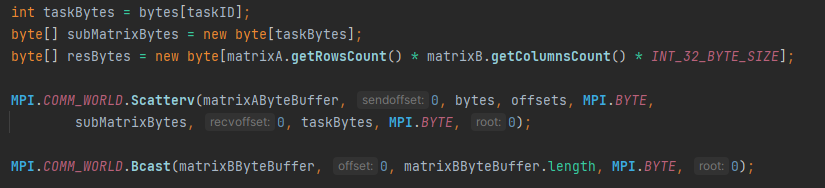 int taskBytes = bytes[taskID];
byte[] subMatrixBytes = new byte[taskBytes];
byte[] resBytes = new byte[matrixA.getRowsCount() * matrixB.getColumnsCount() * INT_32_BYTE_SIZE];
MPI.COMM_WORLD.Scatterv(matrixAByteBuffer, sendoffset: 0, bytes, offsets, MPI.BYTE,
subMatrixBytes, recvoffset: 0, taskBytes, MPI.BYTE, root: 0);
MPI.COMM_WORLD.Bcast(matrixBByteBuffer, offset: 0, matrixBByteBuffer.length, MPI.BYTE, root: 0);